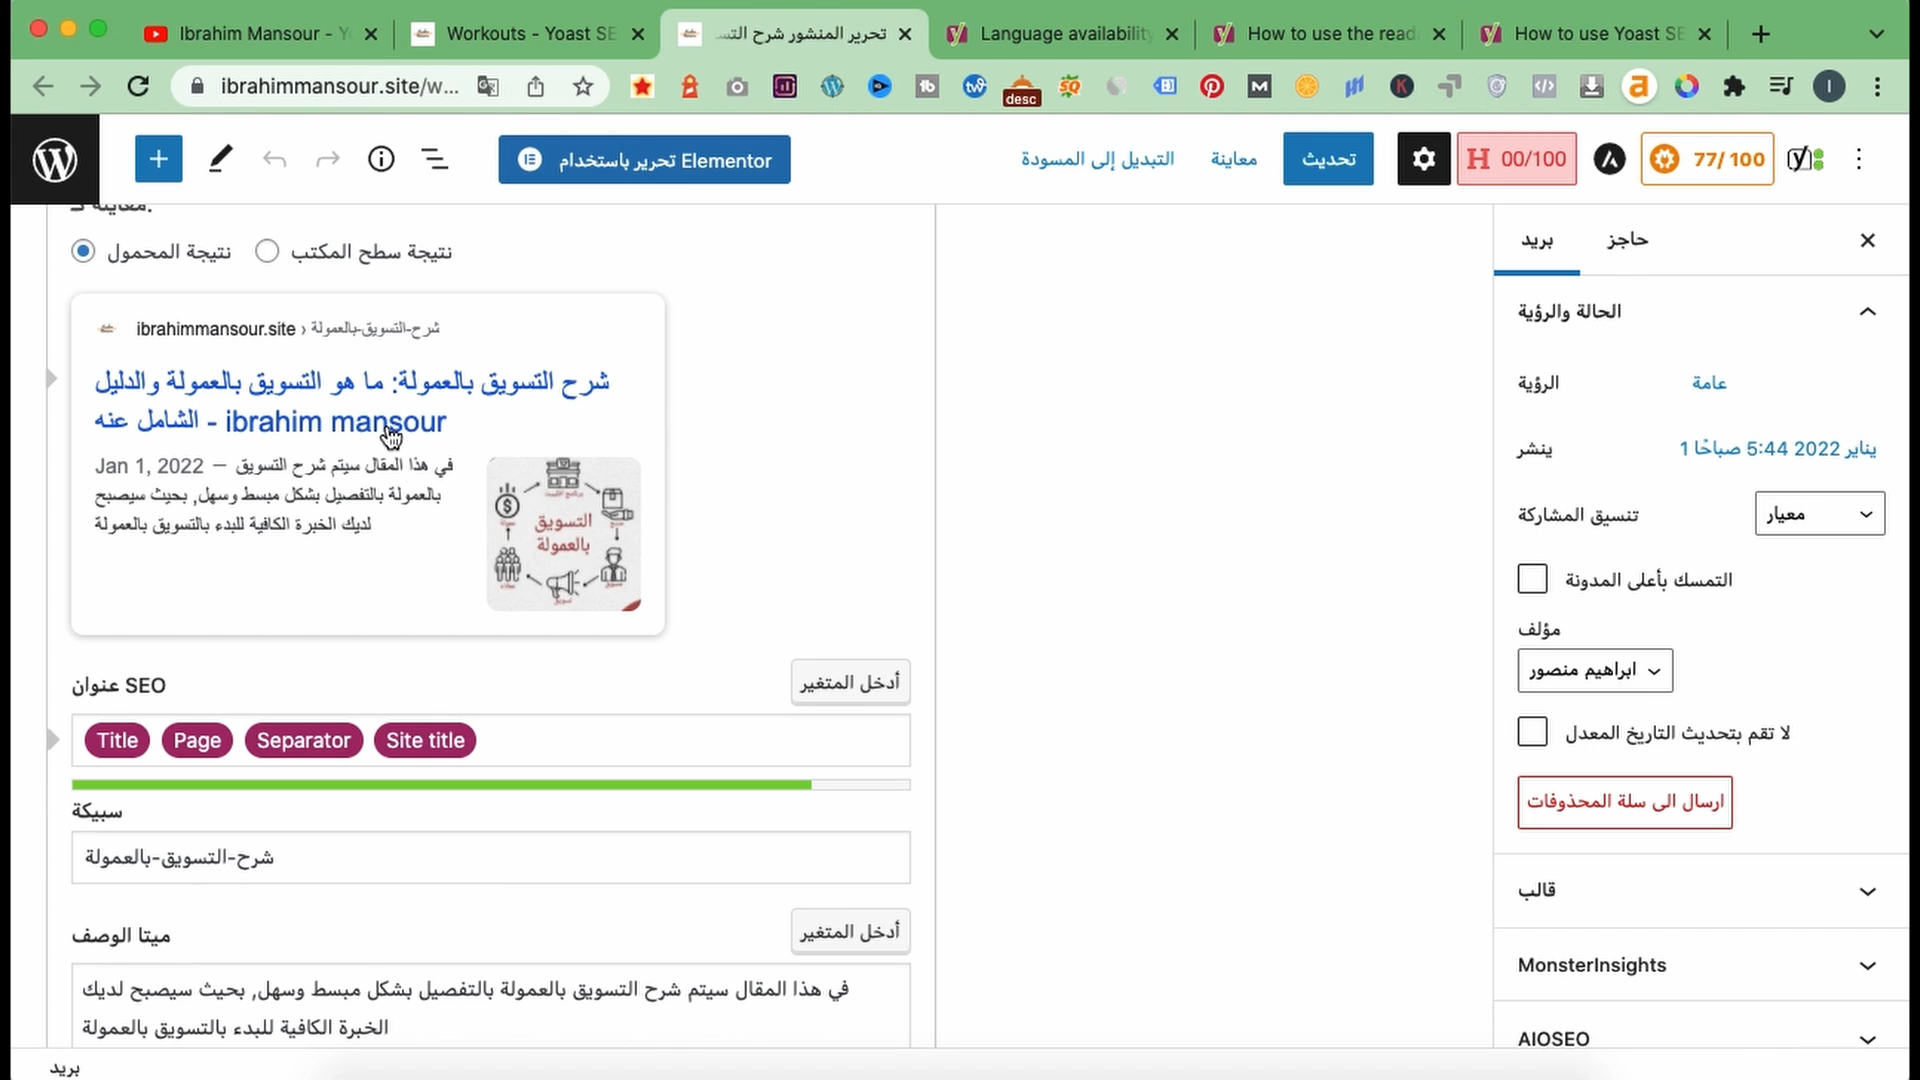 Ibrahim Mansour - Y
Workouts - Yoast SE
تحرير المنشور شرح التس
Language availability
How to use the read
How to use Yoast SE
ibrahimmansour.site/w...
desc
تحرير باستخدام Elementor
التبديل إلى المسودة
معاينة
تحديث
H 00/100
77/ 100
نتيجة المحمول
نتيجة سطح المكتب
ibrahimmansour.site › شرح-التسويق-بالعمولة
شرح التسويق بالعمولة: ما هو التسويق بالعمولة والدليل
الشامل عنه - ibrahim mansour
Jan 1, 2022 — في هذا المقال سيتم شرح التسويق
بالعمولة بالتفصيل بشكل مبسط وسهل, بحيث سيصبح
لديك الخبرة الكافية للبدء بالتسويق بالعمولة
التسويق
بالعمولة
عنوان SEO
أدخل المتغير
Title Page Separator Site title
سبيكة
شرح-التسويق-بالعمولة
ميتا الوصف
أدخل المتغير
في هذا المقال سيتم شرح التسويق بالعمولة بالتفصيل بشكل مبسط وسهل, بحيث سيصبح لديك
الخبرة الكافية للبدء بالتسويق بالعمولة
بريد
بريد
حاجز
الحالة والرؤية
الرؤية
عامة
ينشر
يناير 2022 5:44 صباحًا 1
تنسيق المشاركة
معيار
التمسك بأعلى المدونة
مؤلف
ابراهيم منصور
لا تقم بتحديث التاريخ المعدل
ارسال الى سلة المحذوفات
قالب
MonsterInsights
AIOSEO